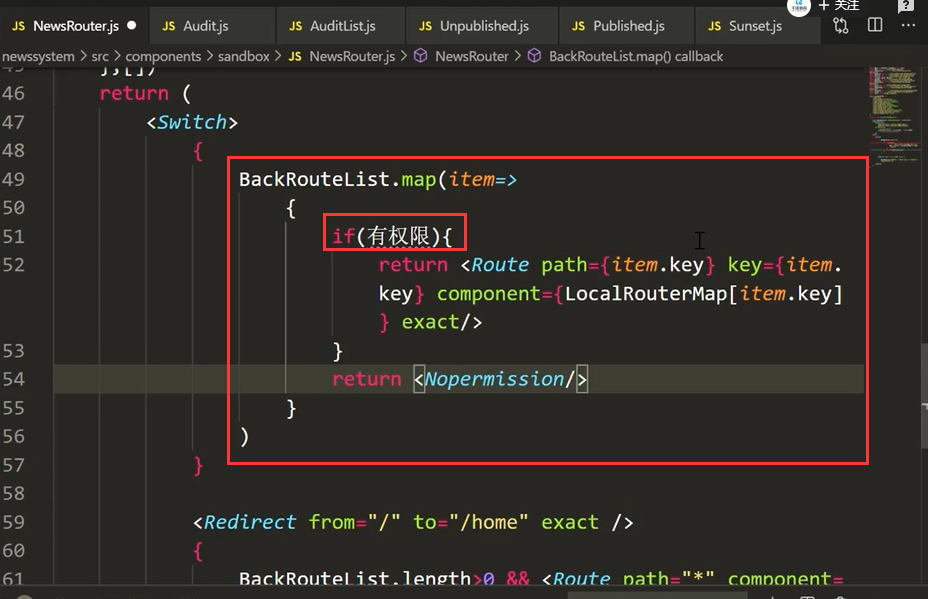 + 关注
JS NewsRouter.js ● JS Audit.js JS AuditList.js JS Unpublished.js JS Published.js JS Sunset.js ···
newssystem > src > components > sandbox > JS NewsRouter.js > NewsRouter > BackRouteList.map() callback
46 return (
47 <Switch>
48 {
49 BackRouteList.map(item=>
50 {
51 if(有权限){
52 return <Route path={item.key} key={item.
key} component={LocalRouterMap[item.key]
} exact/>
53 }
54 return <Nopermission/>
55 }
56 )
57 }
58
59 <Redirect from="/" to="/home" exact />
60 {
61 BackRouteList.length>0 && <Route path="*" component=